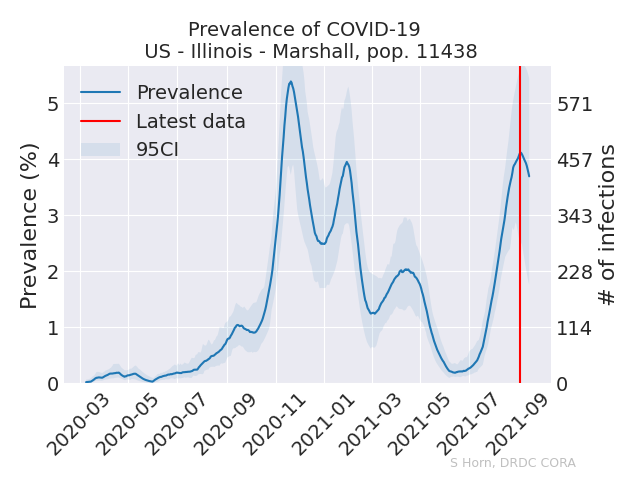 Prevalence of COVID-19
US - Illinois - Marshall, pop. 11438
Prevalence
Latest data
95CI
Prevalence (%)
5
4
3
2
1
0
# of infections
571
457
343
228
114
0
2020-03
2020-05
2020-07
2020-09
2020-11
2021-01
2021-03
2021-05
2021-07
2021-09
S Horn, DRDC CORA